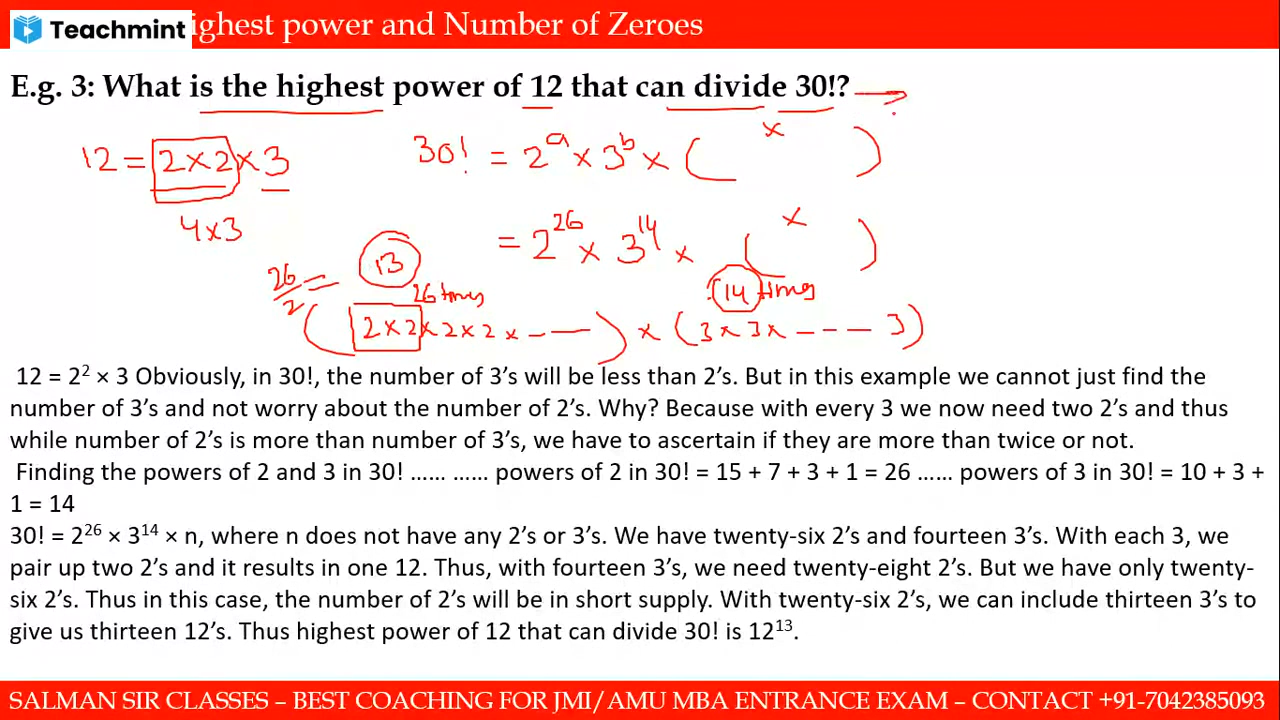 Teachmint
ighest power and Number of Zeroes
E.g. 3: What is the highest power of 12 that can divide 30!? ?
12 = 2×2 × 3
30! = 2ᵃ × 3ᵇ × ( x )
4×3
= 2²⁶ × 3¹⁴ × ( x )
26/2 = 13
26 times
14 times
( 2×2×2×2×----- ) × ( 3×3×---- 3 )
12 = 2² × 3 Obviously, in 30!, the number of 3's will be less than 2's. But in this example we cannot just find the
number of 3's and not worry about the number of 2's. Why? Because with every 3 we now need two 2's and thus
while number of 2's is more than number of 3's, we have to ascertain if they are more than twice or not.
Finding the powers of 2 and 3 in 30! …… …… powers of 2 in 30! = 15 + 7 + 3 + 1 = 26 …… powers of 3 in 30! = 10 + 3 +
1 = 14
30! = 2²⁶ × 3¹⁴ × n, where n does not have any 2's or 3's. We have twenty-six 2's and fourteen 3's. With each 3, we
pair up two 2's and it results in one 12. Thus, with fourteen 3's, we need twenty-eight 2's. But we have only twenty-
six 2's. Thus in this case, the number of 2's will be in short supply. With twenty-six 2's, we can include thirteen 3's to
give us thirteen 12's. Thus highest power of 12 that can divide 30! is 12¹³.
SALMAN SIR CLASSES – BEST COACHING FOR JMI/AMU MBA ENTRANCE EXAM – CONTACT +91-7042385093